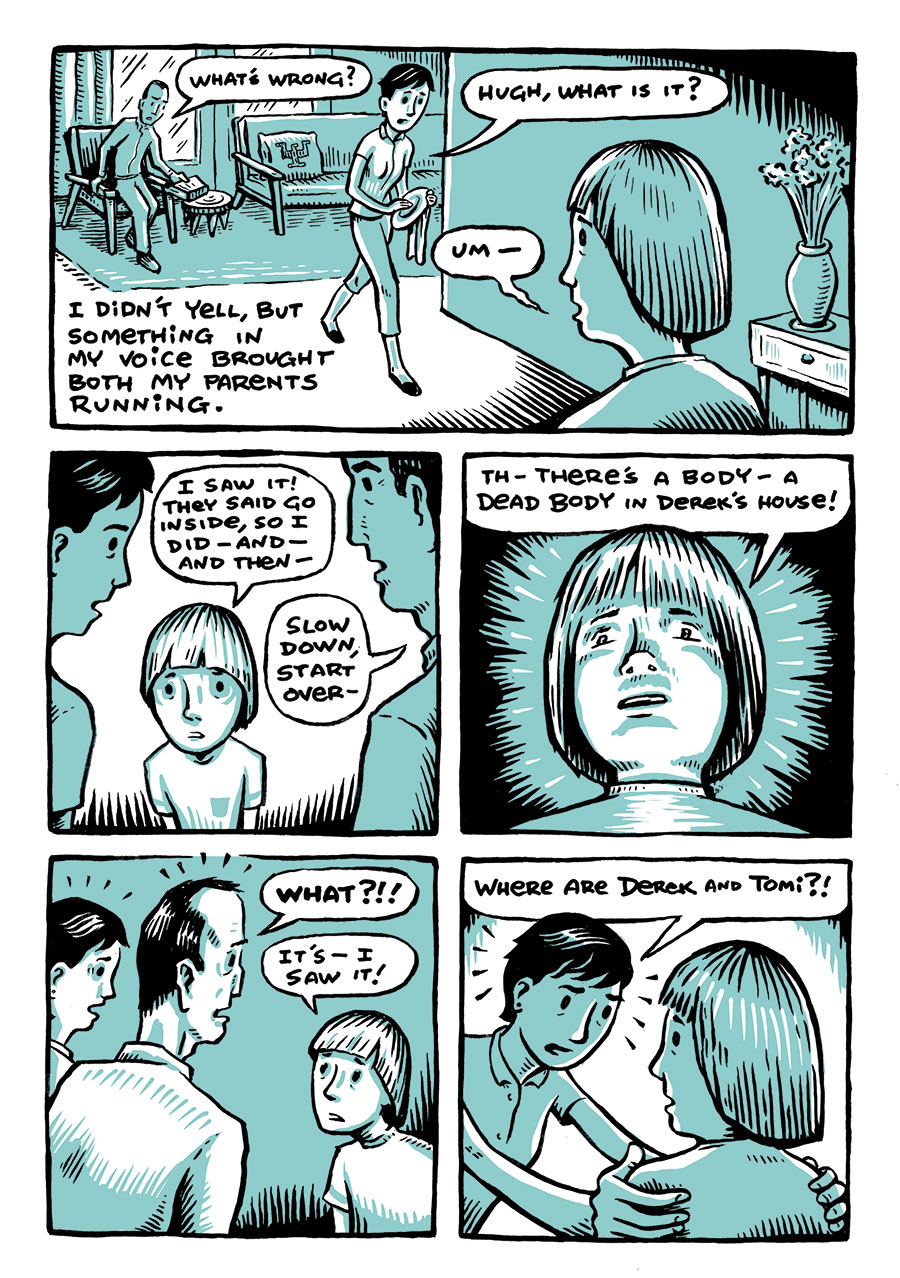 WHAT'S WRONG?
HUGH, WHAT IS IT?
UM —
I DIDN'T YELL, BUT
SOMETHING IN
MY VOICE BROUGHT
BOTH MY PARENTS
RUNNING.
I SAW IT!
THEY SAID GO
INSIDE, SO I
DID — AND —
AND THEN —
SLOW
DOWN,
START
OVER —
TH — THERE'S A BODY — A
DEAD BODY IN DEREK'S HOUSE!
WHAT?!!
IT'S — I
SAW IT!
WHERE ARE DEREK AND TOMI?!